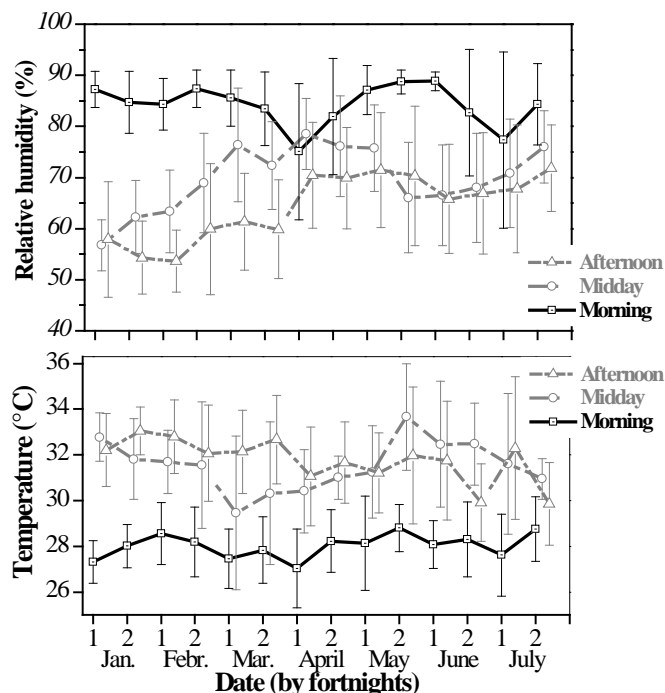 Relative humidity (%)
100
90
80
70
60
50
40
Afternoon
Midday
Morning
Temperature (°C)
36
34
32
30
28
26
Afternoon
Midday
Morning
1 2 1 2 1 2 1 2 1 2 1 2 1 2
Jan. Febr. Mar. April May June July
Date (by fortnights)